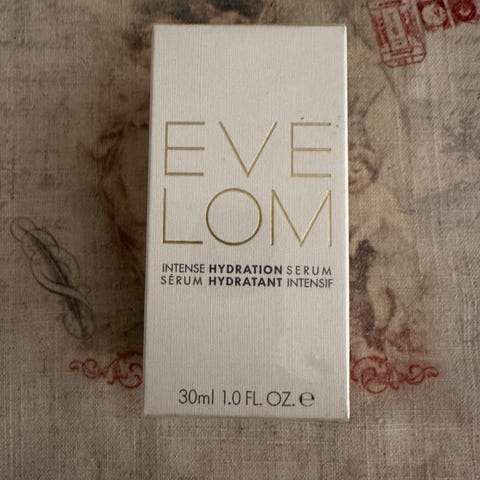 EVE
LOM
INTENSE HYDRATION SERUM
SÉRUM HYDRATANT INTENSIF
30ml 1.0 FL. OZ. ℮